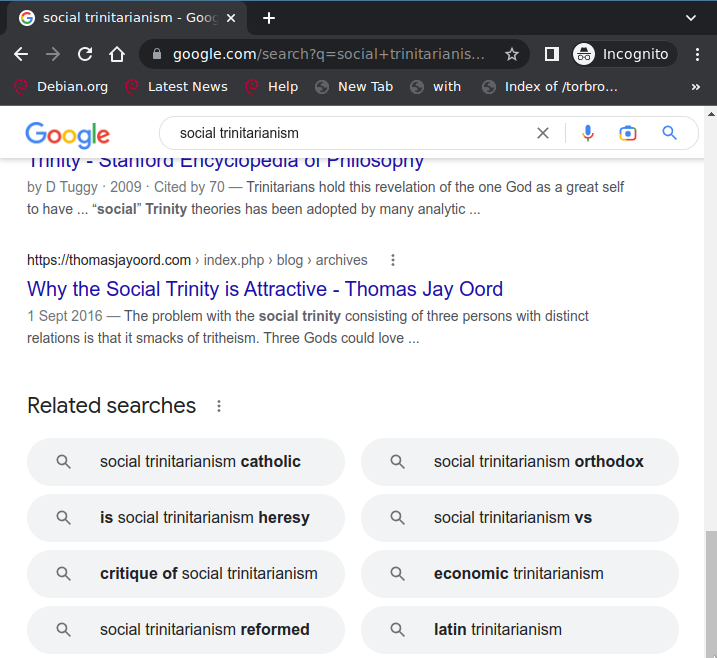 social trinitarianism - Goo
google.com/search?q=social+trinitarianis...
Incognito
Debian.org
Latest News
Help
New Tab
with
Index of /torbro...
»
Google
social trinitarianism
Trinity - Stanford Encyclopedia of Philosophy
by D Tuggy · 2009 · Cited by 70 — Trinitarians hold this revelation of the one God as a great self
to have ... “social” Trinity theories has been adopted by many analytic ...
https://thomasjayoord.com › index.php › blog › archives
Why the Social Trinity is Attractive - Thomas Jay Oord
1 Sept 2016 — The problem with the social trinity consisting of three persons with distinct
relations is that it smacks of tritheism. Three Gods could love ...
Related searches
social trinitarianism catholic
social trinitarianism orthodox
is social trinitarianism heresy
social trinitarianism vs
critique of social trinitarianism
economic trinitarianism
social trinitarianism reformed
latin trinitarianism